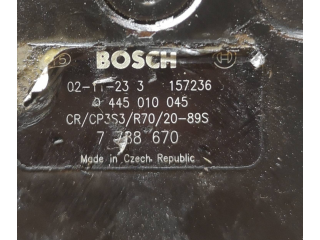 BOSCH
02-11-23 3 157236
0 445 010 045
CR/CP3S3/R70/20-89S
7 788 670
Made in Czech Republic